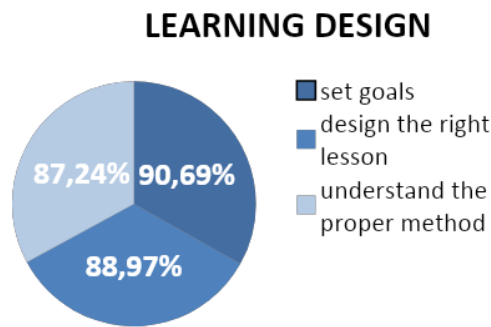 LEARNING DESIGN
set goals
design the right
lesson
understand the
proper method
87,24%
90,69%
88,97%